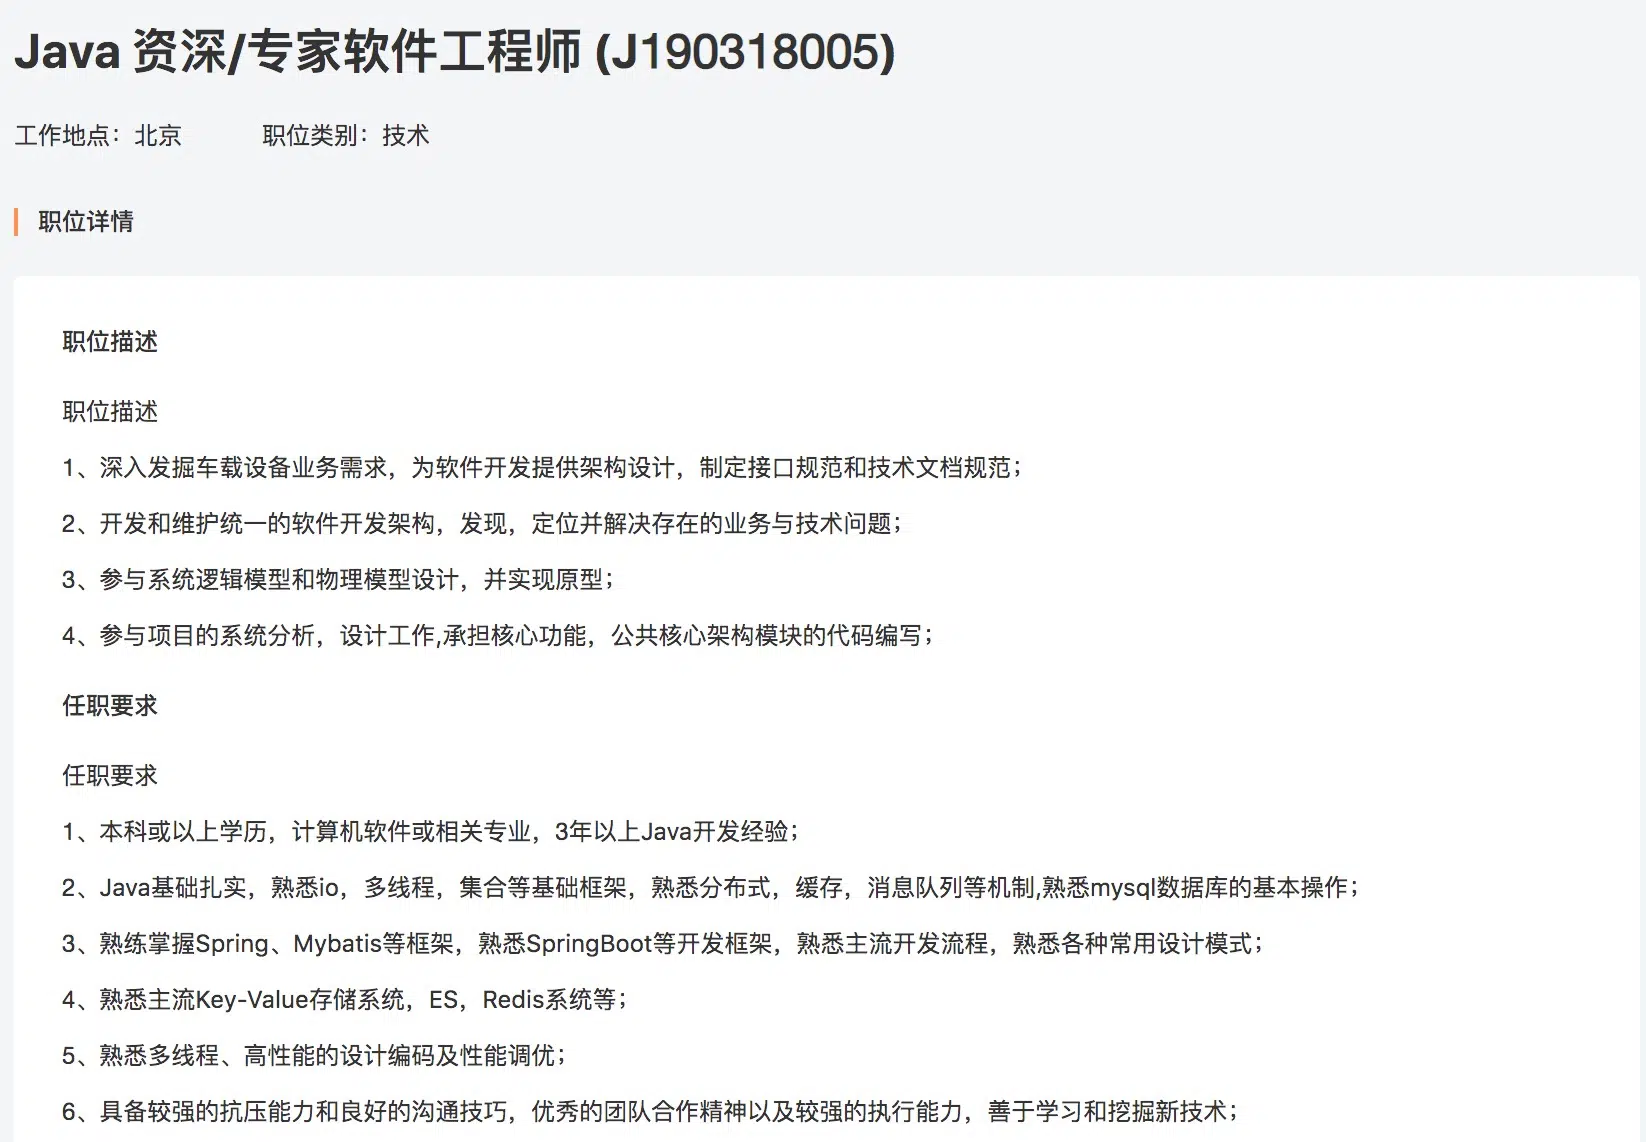 Java 资深/专家软件工程师 (J190318005)
工作地点：北京 职位类别：技术
职位详情
职位描述
职位描述
1、深入发掘车载设备业务需求，为软件开发提供架构设计，制定接口规范和技术文档规范；
2、开发和维护统一的软件开发架构，发现，定位并解决存在的业务与技术问题；
3、参与系统逻辑模型和物理模型设计，并实现原型；
4、参与项目的系统分析，设计工作,承担核心功能，公共核心架构模块的代码编写；
任职要求
任职要求
1、本科或以上学历，计算机软件或相关专业，3年以上Java开发经验；
2、Java基础扎实，熟悉io，多线程，集合等基础框架，熟悉分布式，缓存，消息队列等机制,熟悉mysql数据库的基本操作；
3、熟练掌握Spring、Mybatis等框架，熟悉SpringBoot等开发框架，熟悉主流开发流程，熟悉各种常用设计模式；
4、熟悉主流Key-Value存储系统，ES，Redis系统等；
5、熟悉多线程、高性能的设计编码及性能调优；
6、具备较强的抗压能力和良好的沟通技巧，优秀的团队合作精神以及较强的执行能力，善于学习和挖掘新技术；